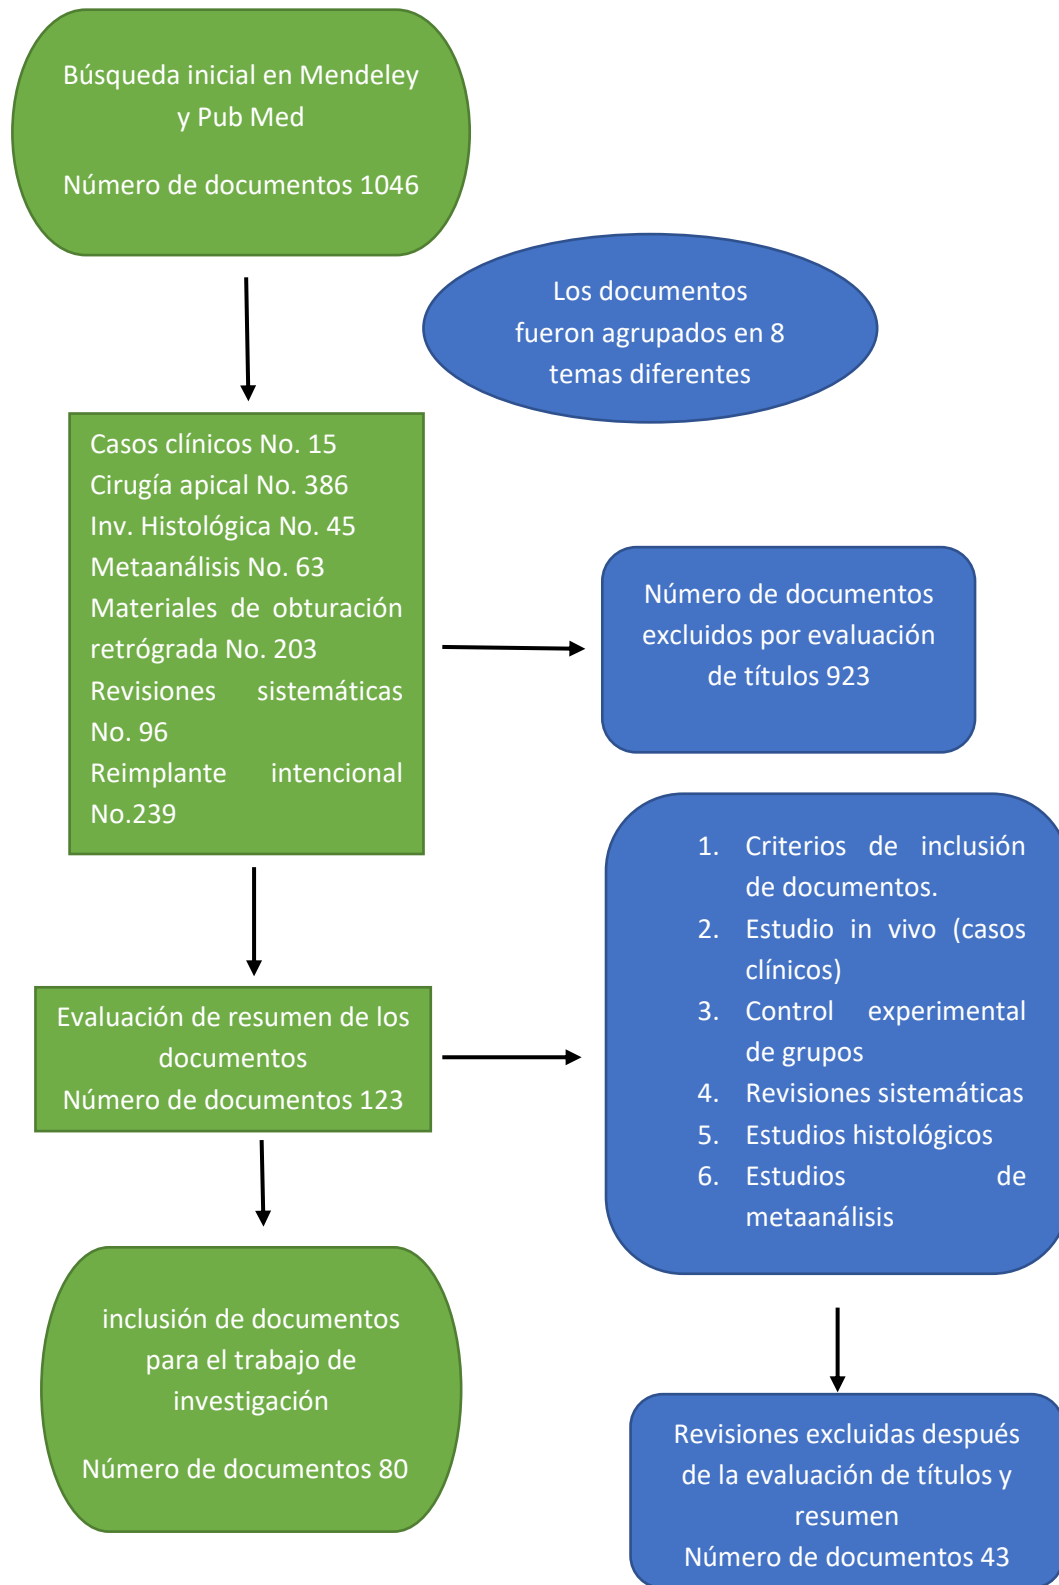 Búsqueda inicial en Mendeley
y Pub Med
Número de documentos 1046
Los documentos
fueron agrupados en 8
temas diferentes
Casos clínicos No. 15
Cirugía apical No. 386
Inv. Histológica No. 45
Metaanálisis No. 63
Materiales de obturación
retrógrada No. 203
Revisiones sistemáticas
No. 96
Reimplante intencional
No.239
Número de documentos
excluidos por evaluación
de títulos 923
1. Criterios de inclusión
de documentos.
2. Estudio in vivo (casos
clínicos)
3. Control experimental
de grupos
4. Revisiones sistemáticas
5. Estudios histológicos
6. Estudios de
metaanálisis
Evaluación de resumen de los
documentos
Número de documentos 123
inclusión de documentos
para el trabajo de
investigación
Número de documentos 80
Revisiones excluidas después
de la evaluación de títulos y
resumen
Número de documentos 43